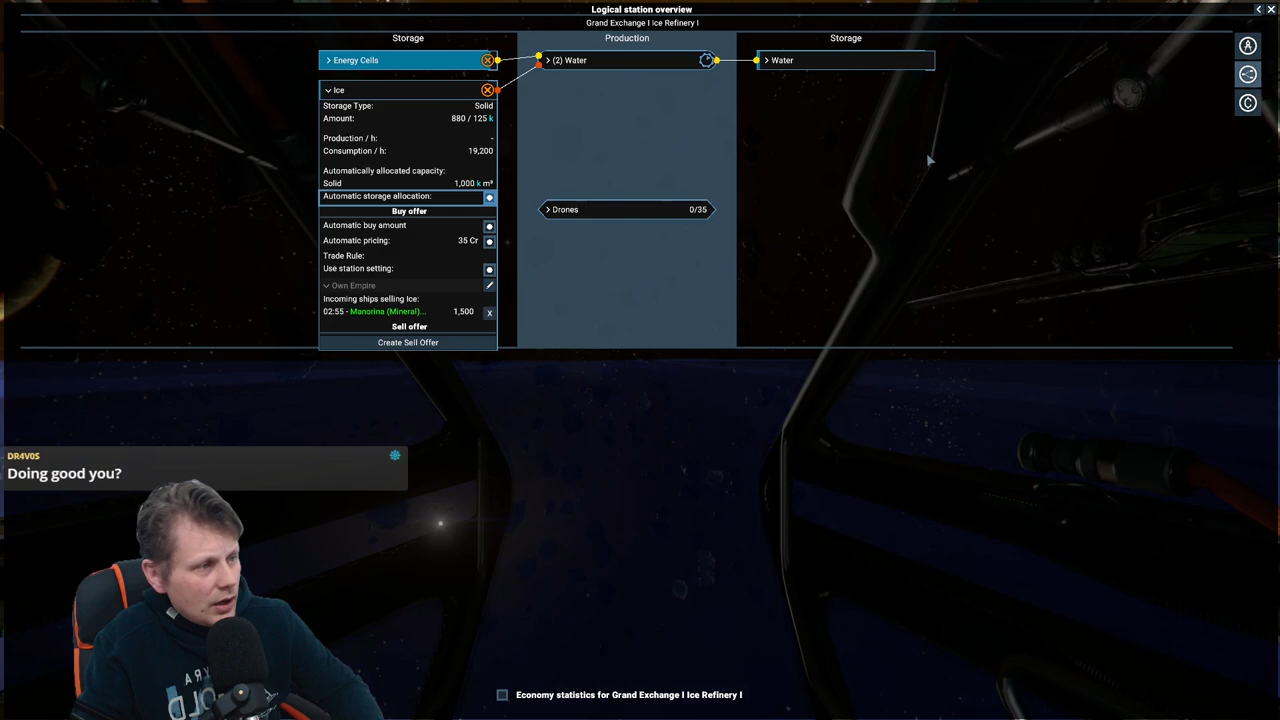 Logical station overview
Grand Exchange I Ice Refinery I
Storage
Production
Storage
Energy Cells
(2) Water
Water
Ice
Storage Type: Solid
Amount: 880 / 125 k
Production / h: -
Consumption / h: 19,200
Automatically allocated capacity:
Solid 1,000 k m³
Automatic storage allocation:
Drones 0/35
Buy offer
Automatic buy amount
Automatic pricing: 35 Cr
Trade Rule:
Use station setting:
Own Empire
Incoming ships selling Ice:
02:55 - Manorina (Mineral)... 1,500 X
Sell offer
Create Sell Offer
DR4V0S
Doing good you?
Economy statistics for Grand Exchange I Ice Refinery I